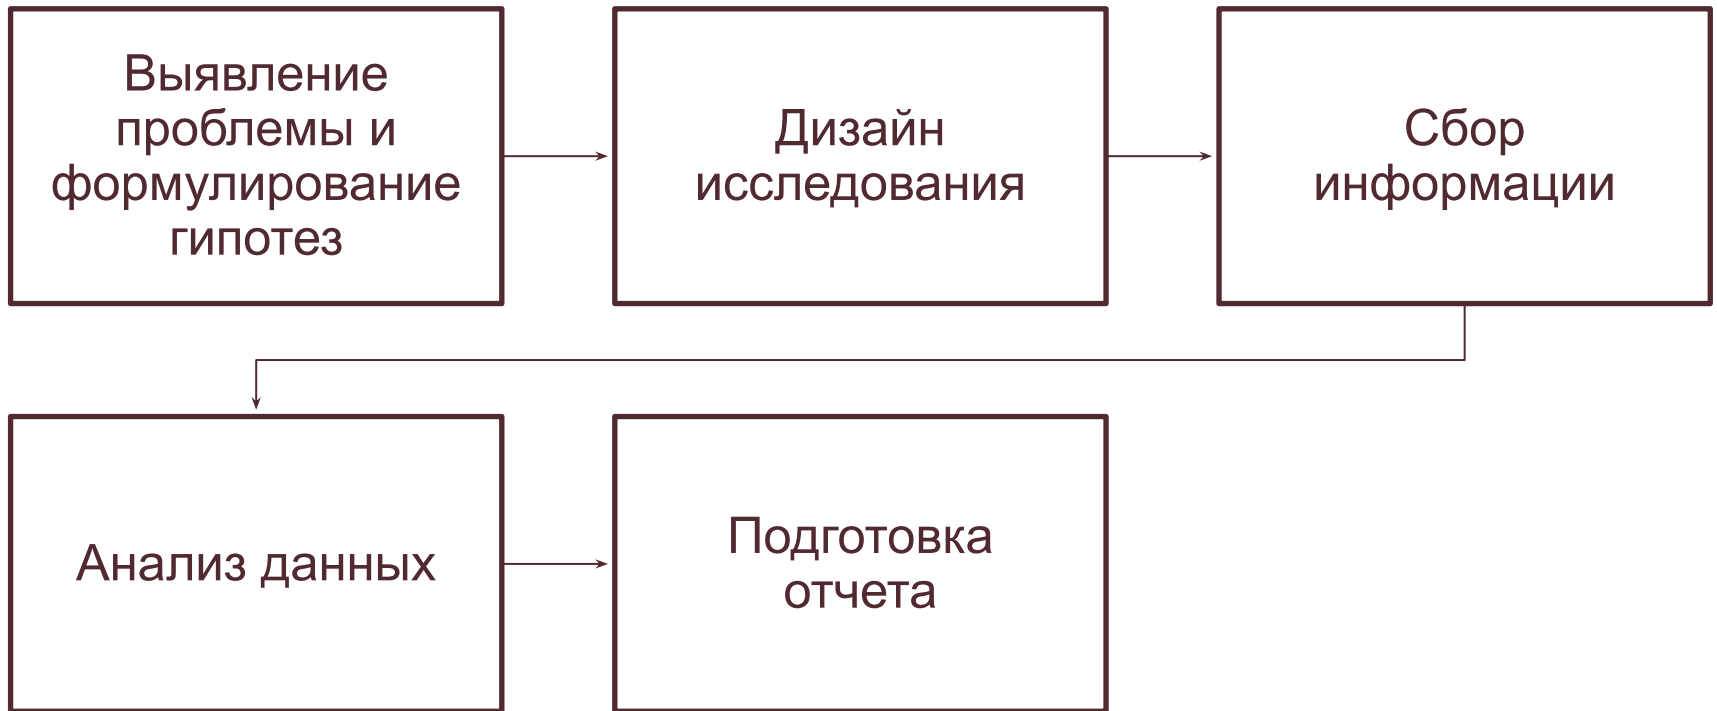 Выявление
проблемы и
формулирование
гипотез
Дизайн
исследования
Сбор
информации
Анализ данных
Подготовка
отчета